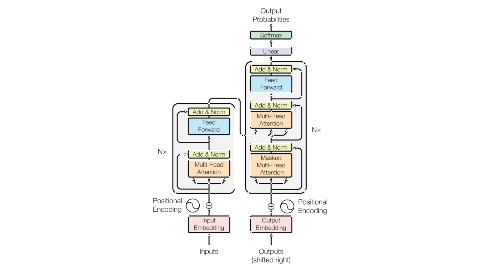 Output
Probabilities
Softmax
Linear
Add & Norm
Feed
Forward
Add & Norm
Multi-Head
Attention
Add & Norm
Masked
Multi-Head
Attention
N×
Positional
Encoding
Output
Embedding
Outputs
(shifted right)
Add & Norm
Feed
Forward
Add & Norm
Multi-Head
Attention
N×
Positional
Encoding
Input
Embedding
Inputs